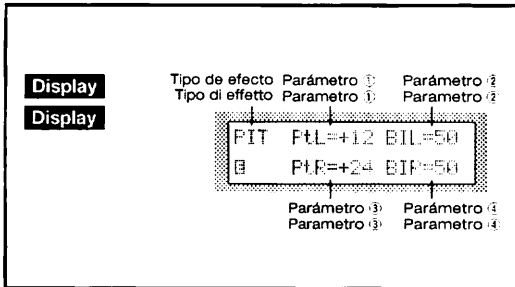 Display
Display
Tipo de efecto Parámetro ① Parámetro ②
Tipo di effetto Parametro ① Parametro ②
PIT PtL=+12 BIL=50
E PtR=+24 BIR=50
Parámetro ③ Parámetro ④
Parametro ③ Parametro ④